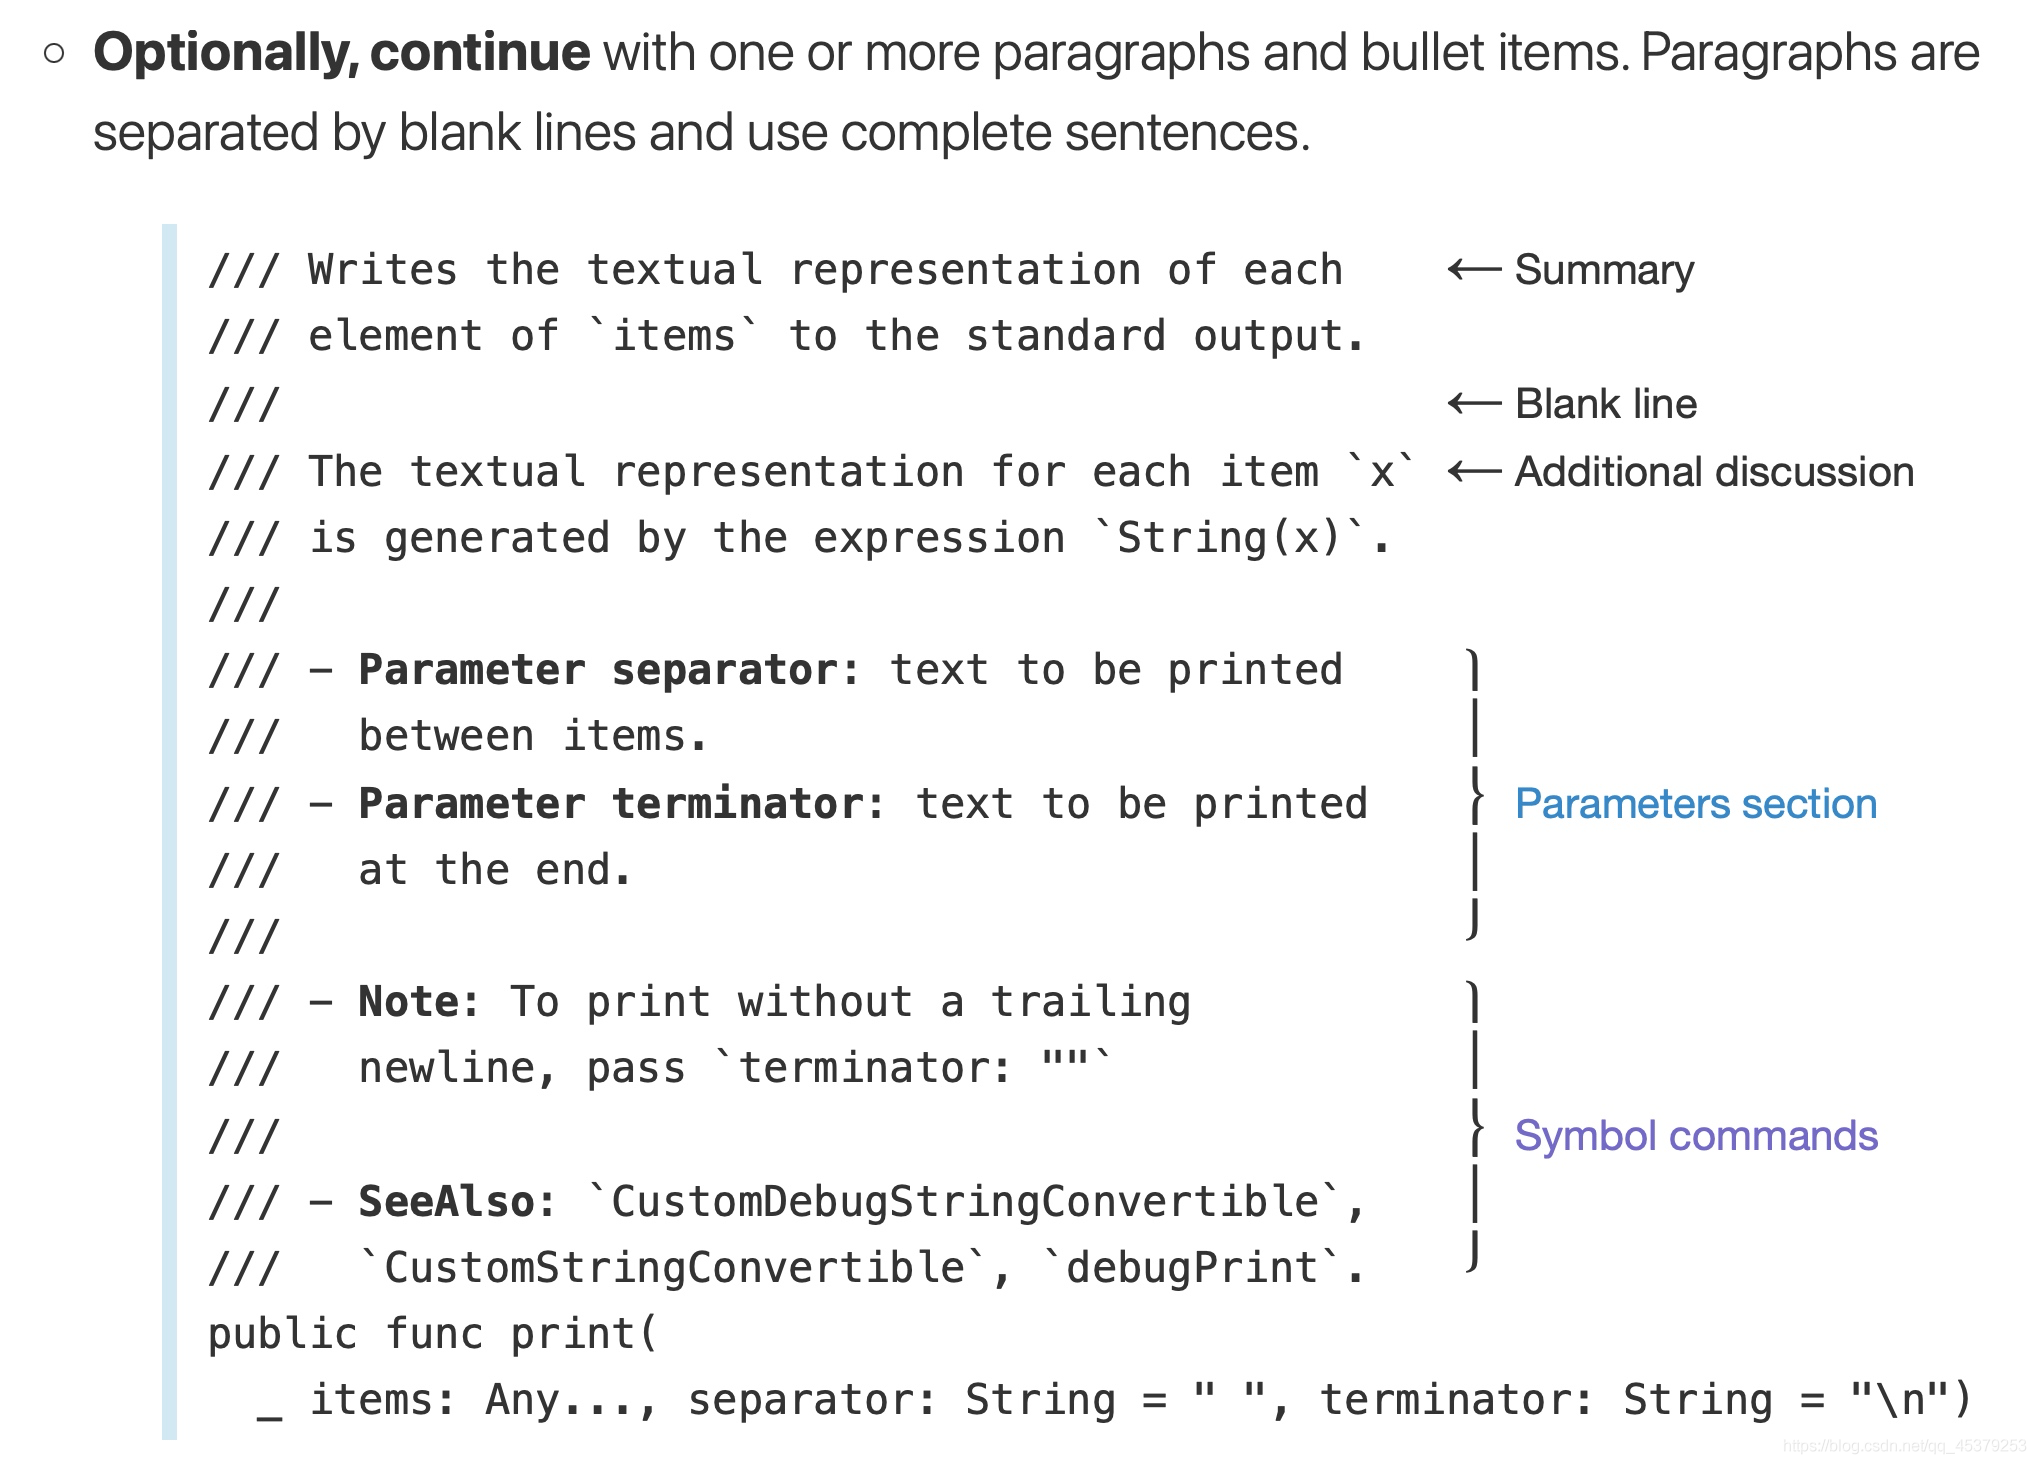 ○ Optionally, continue with one or more paragraphs and bullet items. Paragraphs are
separated by blank lines and use complete sentences.
/// Writes the textual representation of each ← Summary
/// element of `items` to the standard output.
/// ← Blank line
/// The textual representation for each item `x` ← Additional discussion
/// is generated by the expression `String(x)`.
///
/// - Parameter separator: text to be printed
///   between items.
/// - Parameter terminator: text to be printed } Parameters section
///   at the end.
///
/// - Note: To print without a trailing
///   newline, pass `terminator: ""`
/// } Symbol commands
/// - SeeAlso: `CustomDebugStringConvertible`,
///   `CustomStringConvertible`, `debugPrint`.
public func print(
  _ items: Any..., separator: String = " ", terminator: String = "\n")
https://blog.csdn.net/qq_45379253